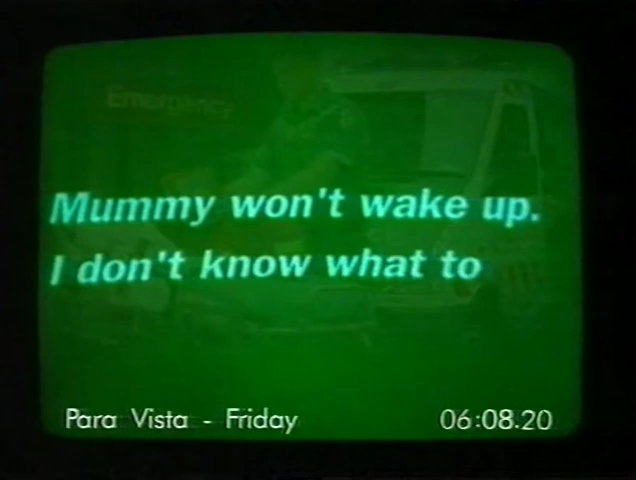 Emergency
Mummy won't wake up.
I don't know what to
Para Vista - Friday
06:08.20